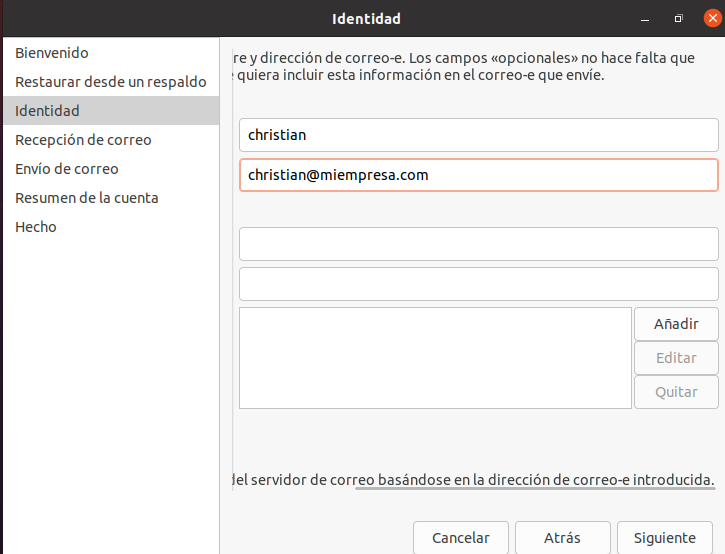 Identidad
Bienvenido
Restaurar desde un respaldo
Identidad
Recepción de correo
Envío de correo
Resumen de la cuenta
Hecho
re y dirección de correo-e. Los campos «opcionales» no hace falta que
quiera incluir esta información en el correo-e que envíe.
christian
christian@miempresa.com
Añadir
Editar
Quitar
del servidor de correo basándose en la dirección de correo-e introducida.
Cancelar
Atrás
Siguiente